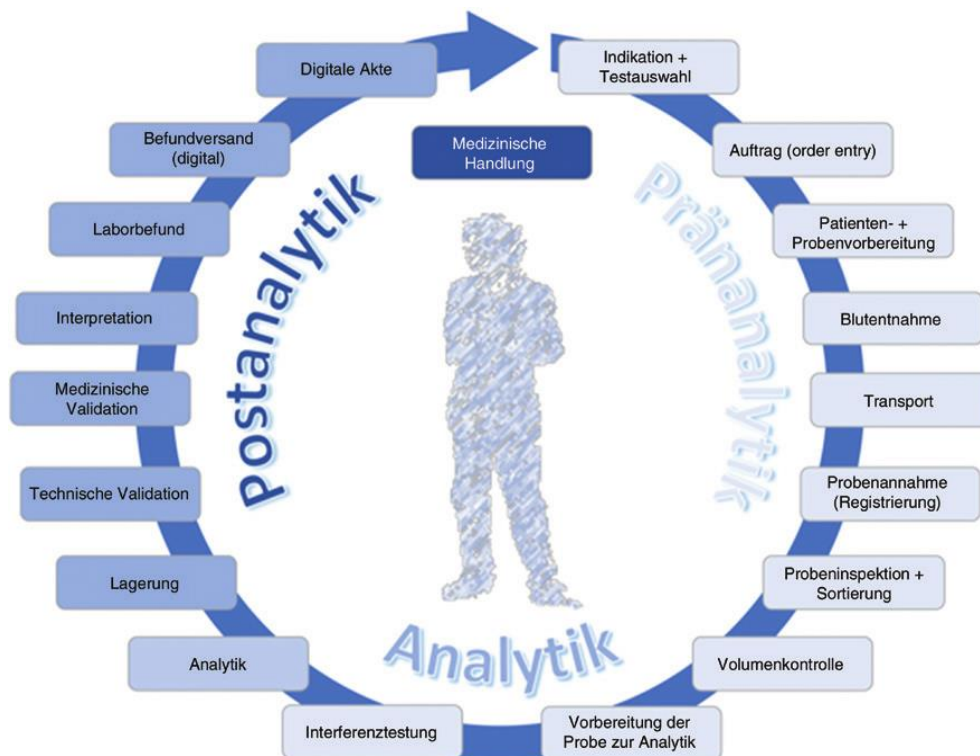 Indikation +
Testauswahl
Auftrag (order entry)
Patienten- +
Probenvorbereitung
Blutentnahme
Transport
Probenannahme
(Registrierung)
Probeninspektion +
Sortierung
Volumenkontrolle
Vorbereitung der
Probe zur Analytik
Interferenztestung
Analytik
Lagerung
Technische Validation
Medizinische
Validation
Interpretation
Laborbefund
Befundversand
(digital)
Digitale Akte
Medizinische
Handlung
Pränanalytik
Analytik
Postanalytik